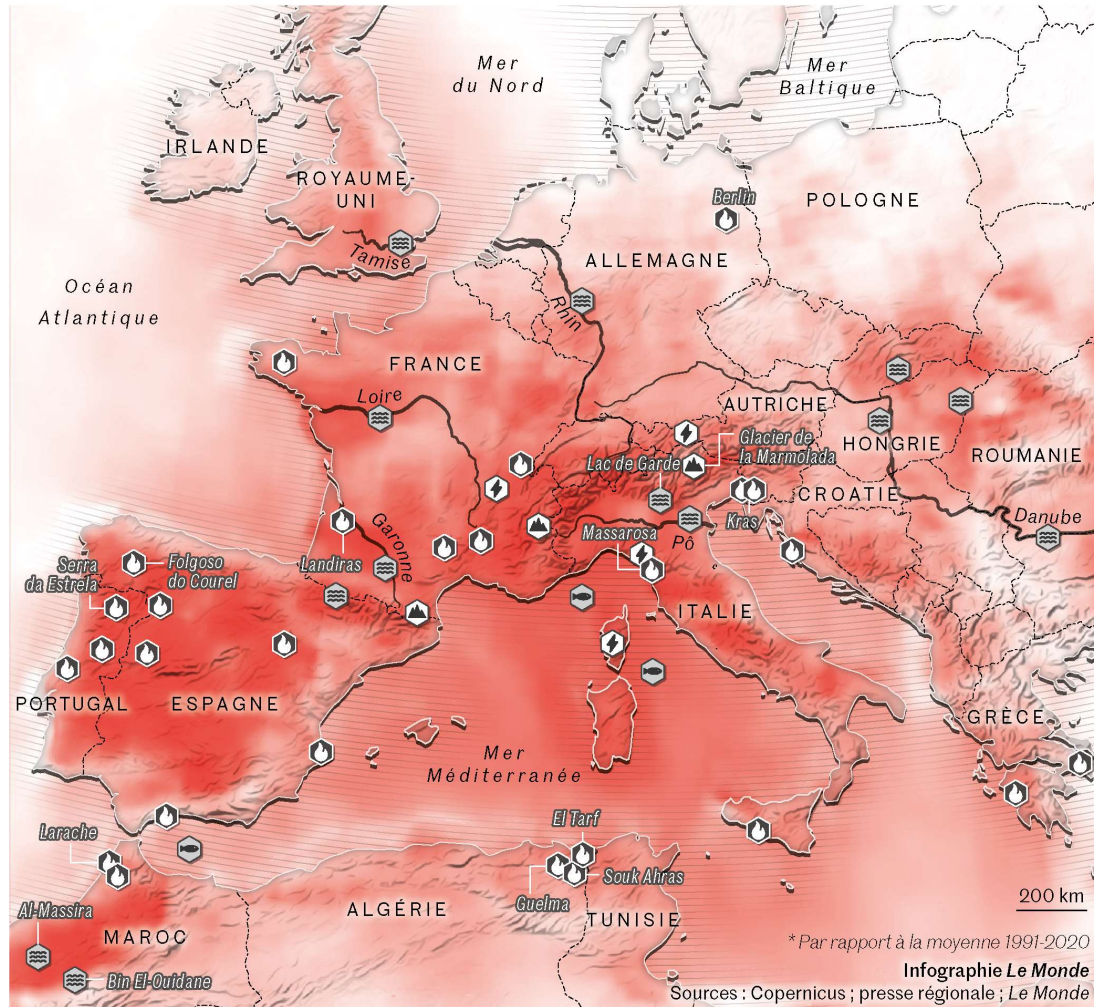 Mer
du Nord
Mer
Baltique
IRLANDE
ROYAUME-
UNI
Berlin
POLOGNE
Tamise
ALLEMAGNE
Océan
Atlantique
Rhin
FRANCE
Loire
AUTRICHE
Glacier de
la Marmolada
HONGRIE
Lac de Garde
ROUMANIE
CROATIE
Kras
Danube
Garonne
Massarosa
Pô
Serra
da Estrela
Folgoso
do Courel
Landiras
ITALIE
PORTUGAL
ESPAGNE
GRÈCE
Mer
Méditerranée
Larache
El Tarf
Souk Ahras
Guelma
200 km
Al-Massira
ALGÉRIE
TUNISIE
MAROC
Bin El-Ouidane
* Par rapport à la moyenne 1991-2020
Infographie Le Monde
Sources : Copernicus ; presse régionale ; Le Monde